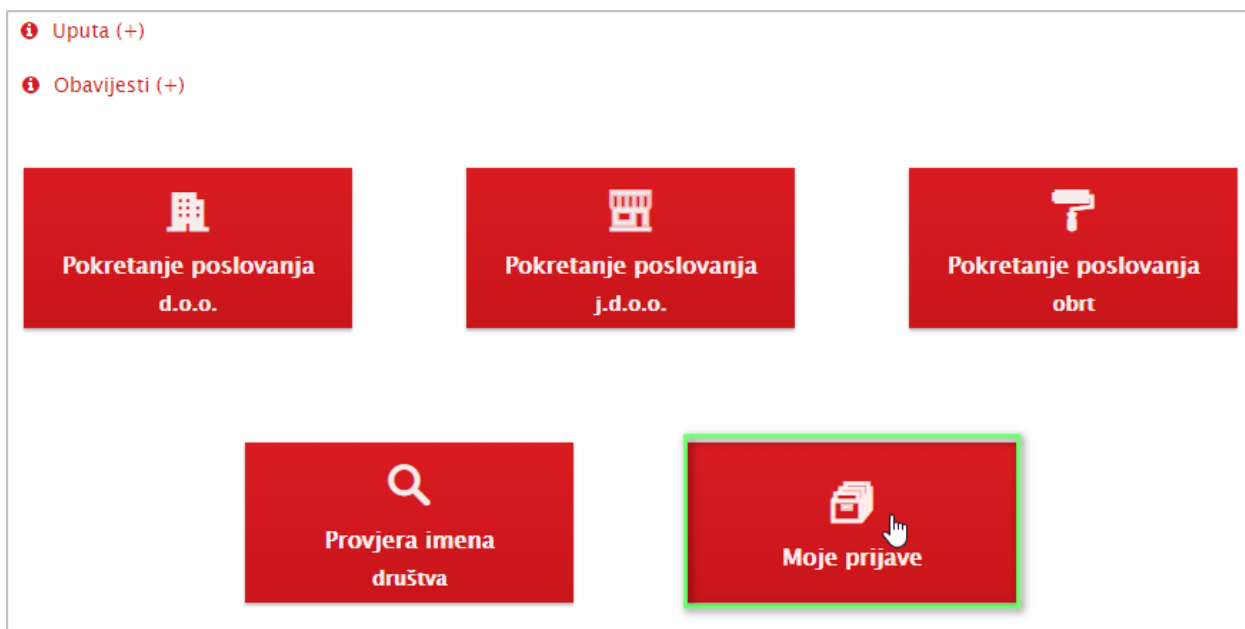 Uputa (+)
Obavijesti (+)
Pokretanje poslovanja
d.o.o.
Pokretanje poslovanja
j.d.o.o.
Pokretanje poslovanja
obrt
Provjera imena
društva
Moje prijave